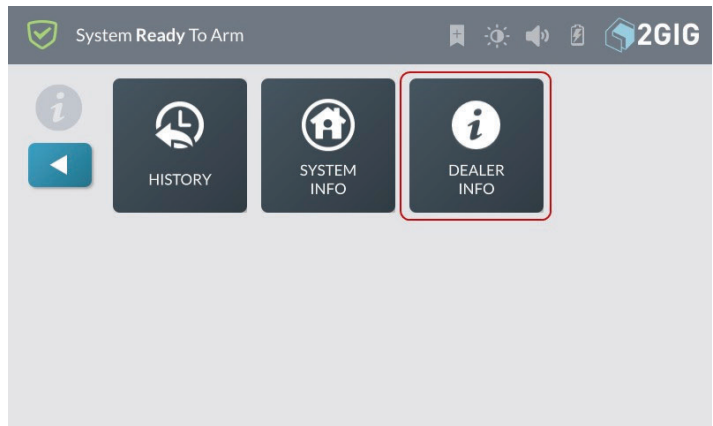 System Ready To Arm
2GIG
HISTORY
SYSTEM
INFO
DEALER
INFO